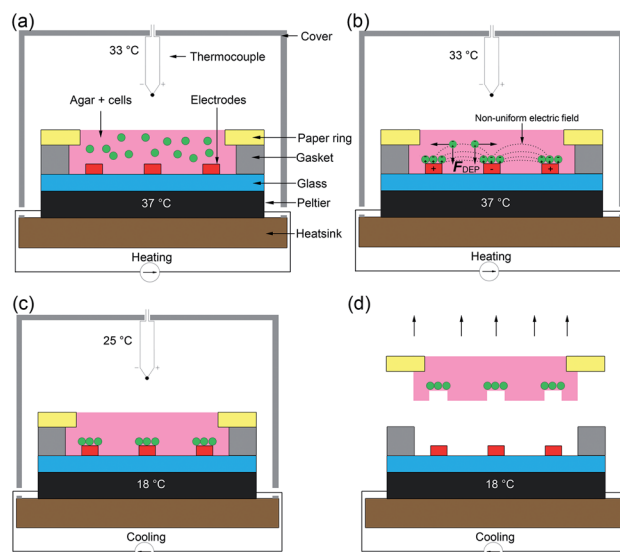 (a)
33 °C
Cover
Thermocouple
Agar + cells
Electrodes
Paper ring
Gasket
Glass
37 °C
Peltier
Heatsink
Heating
(b)
33 °C
Non-uniform electric field
FDEP
+
-
+
37 °C
Heating
(c)
25 °C
18 °C
Cooling
(d)
18 °C
Cooling